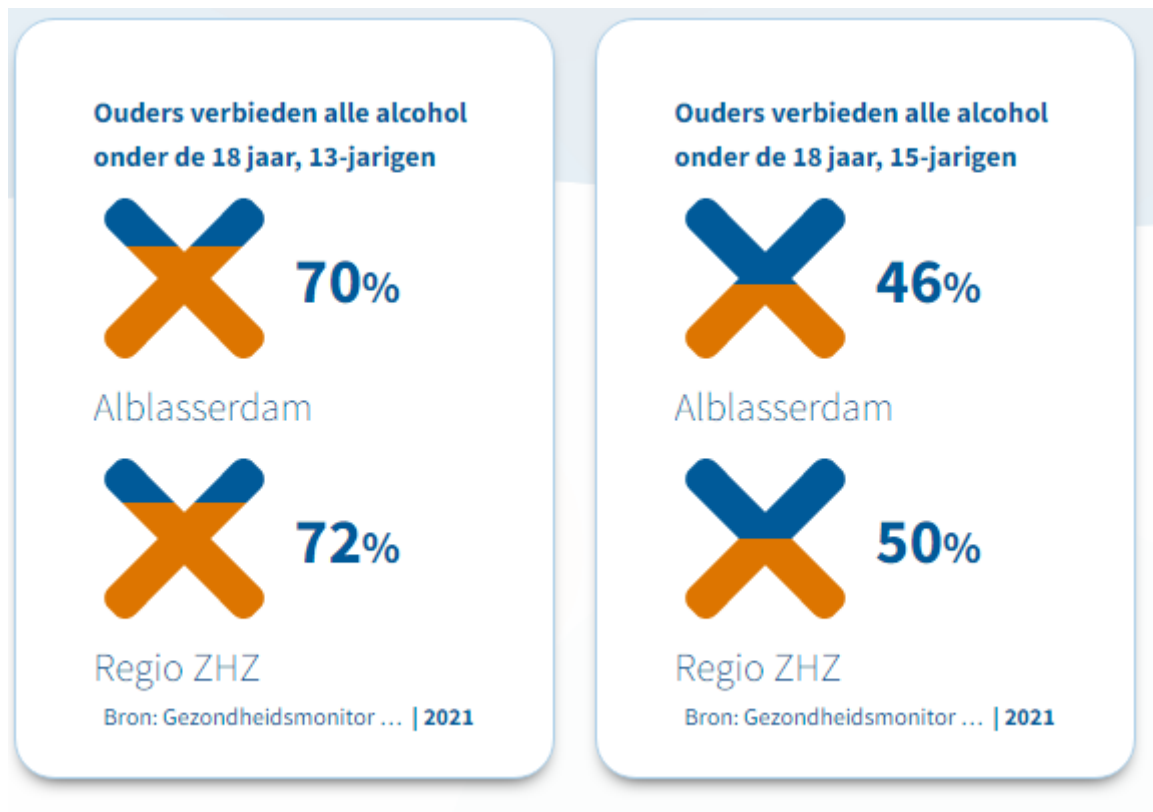 Ouders verbieden alle alcohol
onder de 18 jaar, 13-jarigen
70%
Alblasserdam
72%
Regio ZHZ
Bron: Gezondheidsmonitor ... | 2021
Ouders verbieden alle alcohol
onder de 18 jaar, 15-jarigen
46%
Alblasserdam
50%
Regio ZHZ
Bron: Gezondheidsmonitor ... | 2021